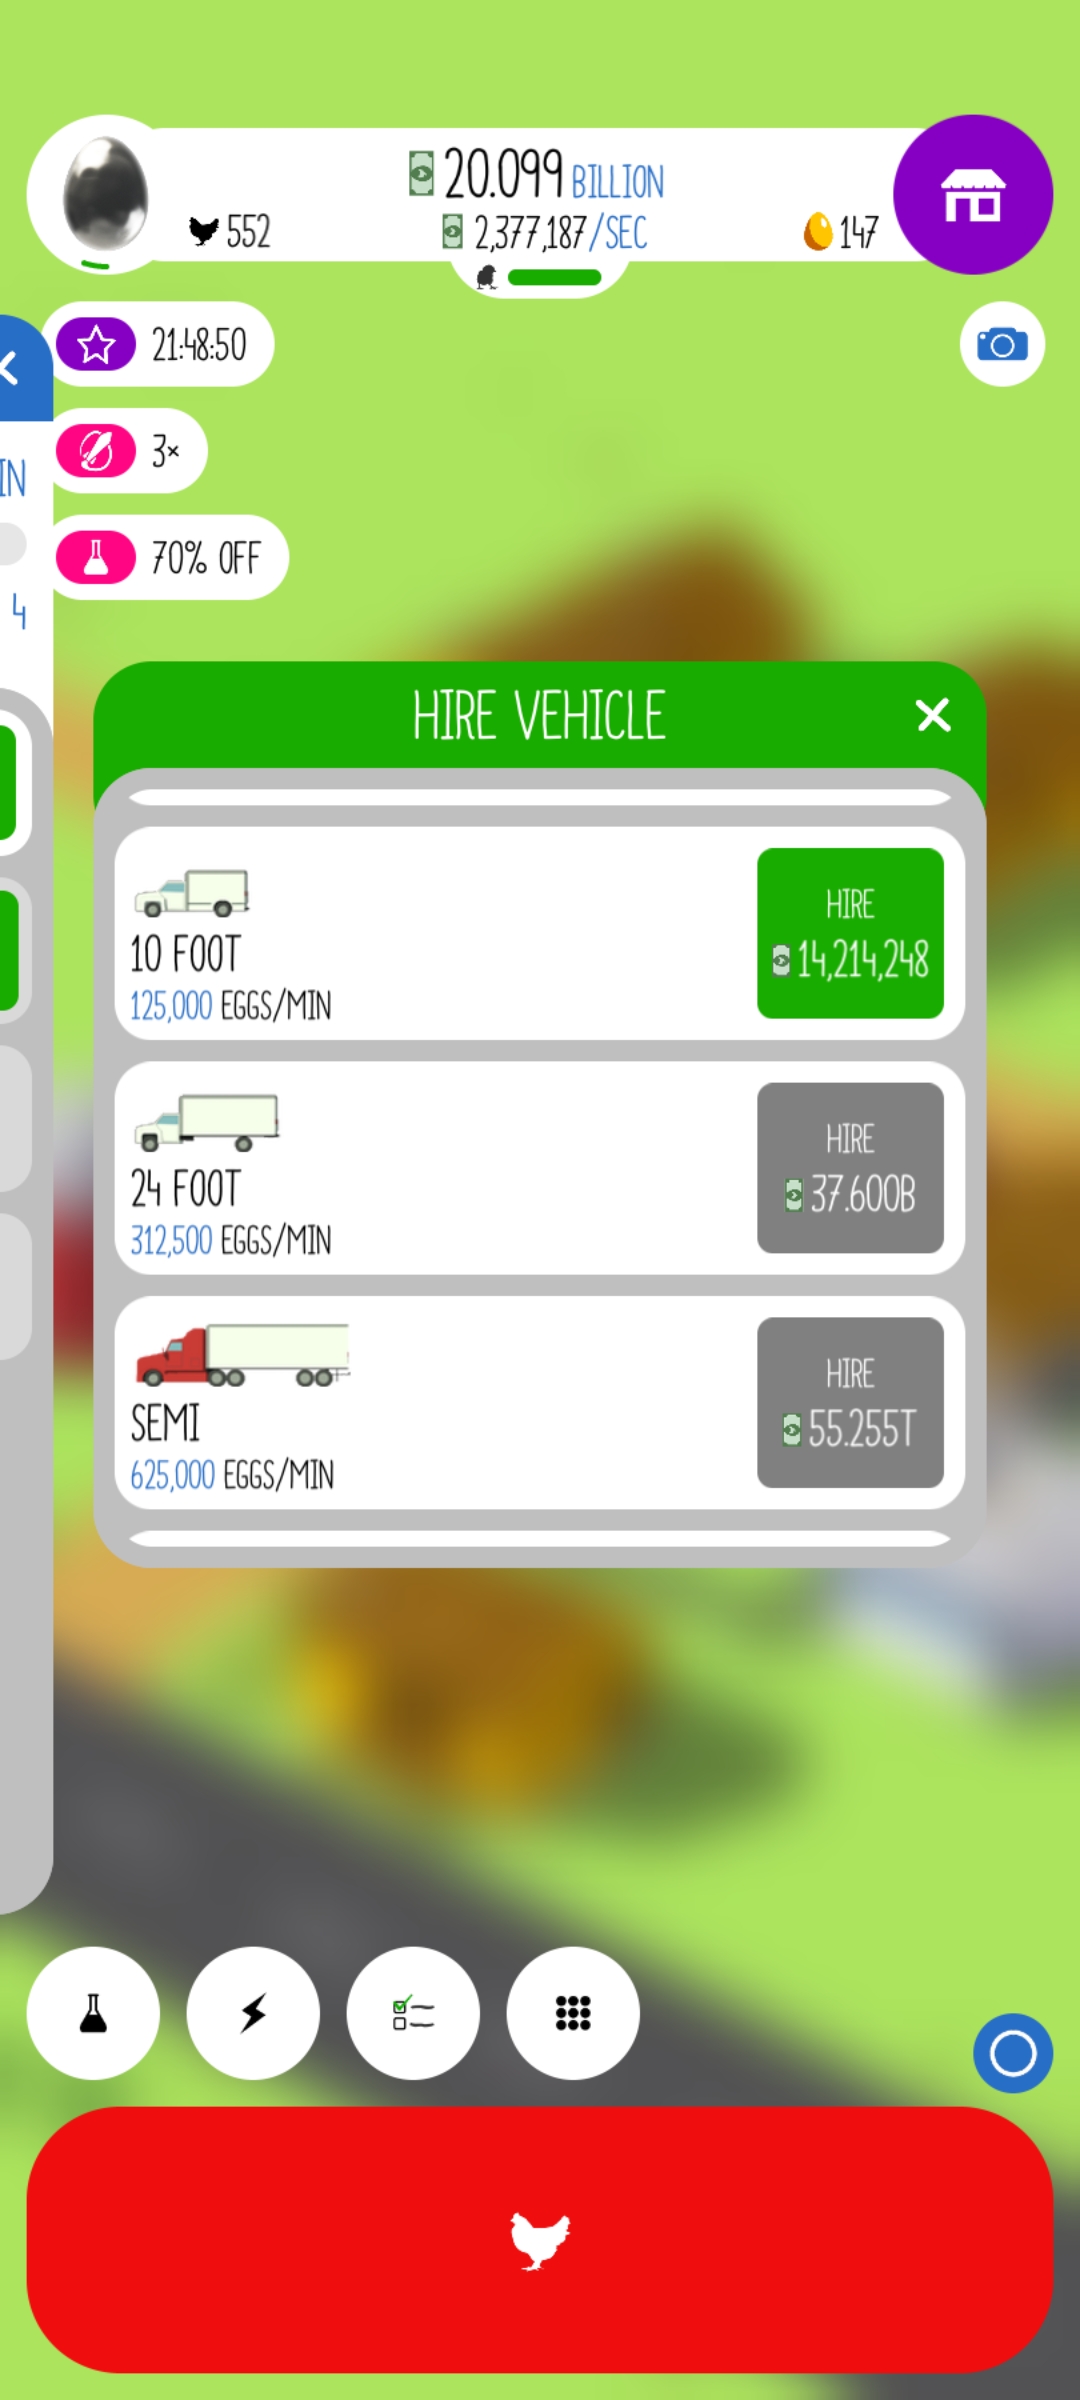 20.099 BILLION
552
2,377,187/SEC
147
21:48:50
3×
70% OFF
IN
4
HIRE VEHICLE
10 FOOT
125,000 EGGS/MIN
HIRE
14,214,248
24 FOOT
312,500 EGGS/MIN
HIRE
37.600B
SEMI
625,000 EGGS/MIN
HIRE
55.255T